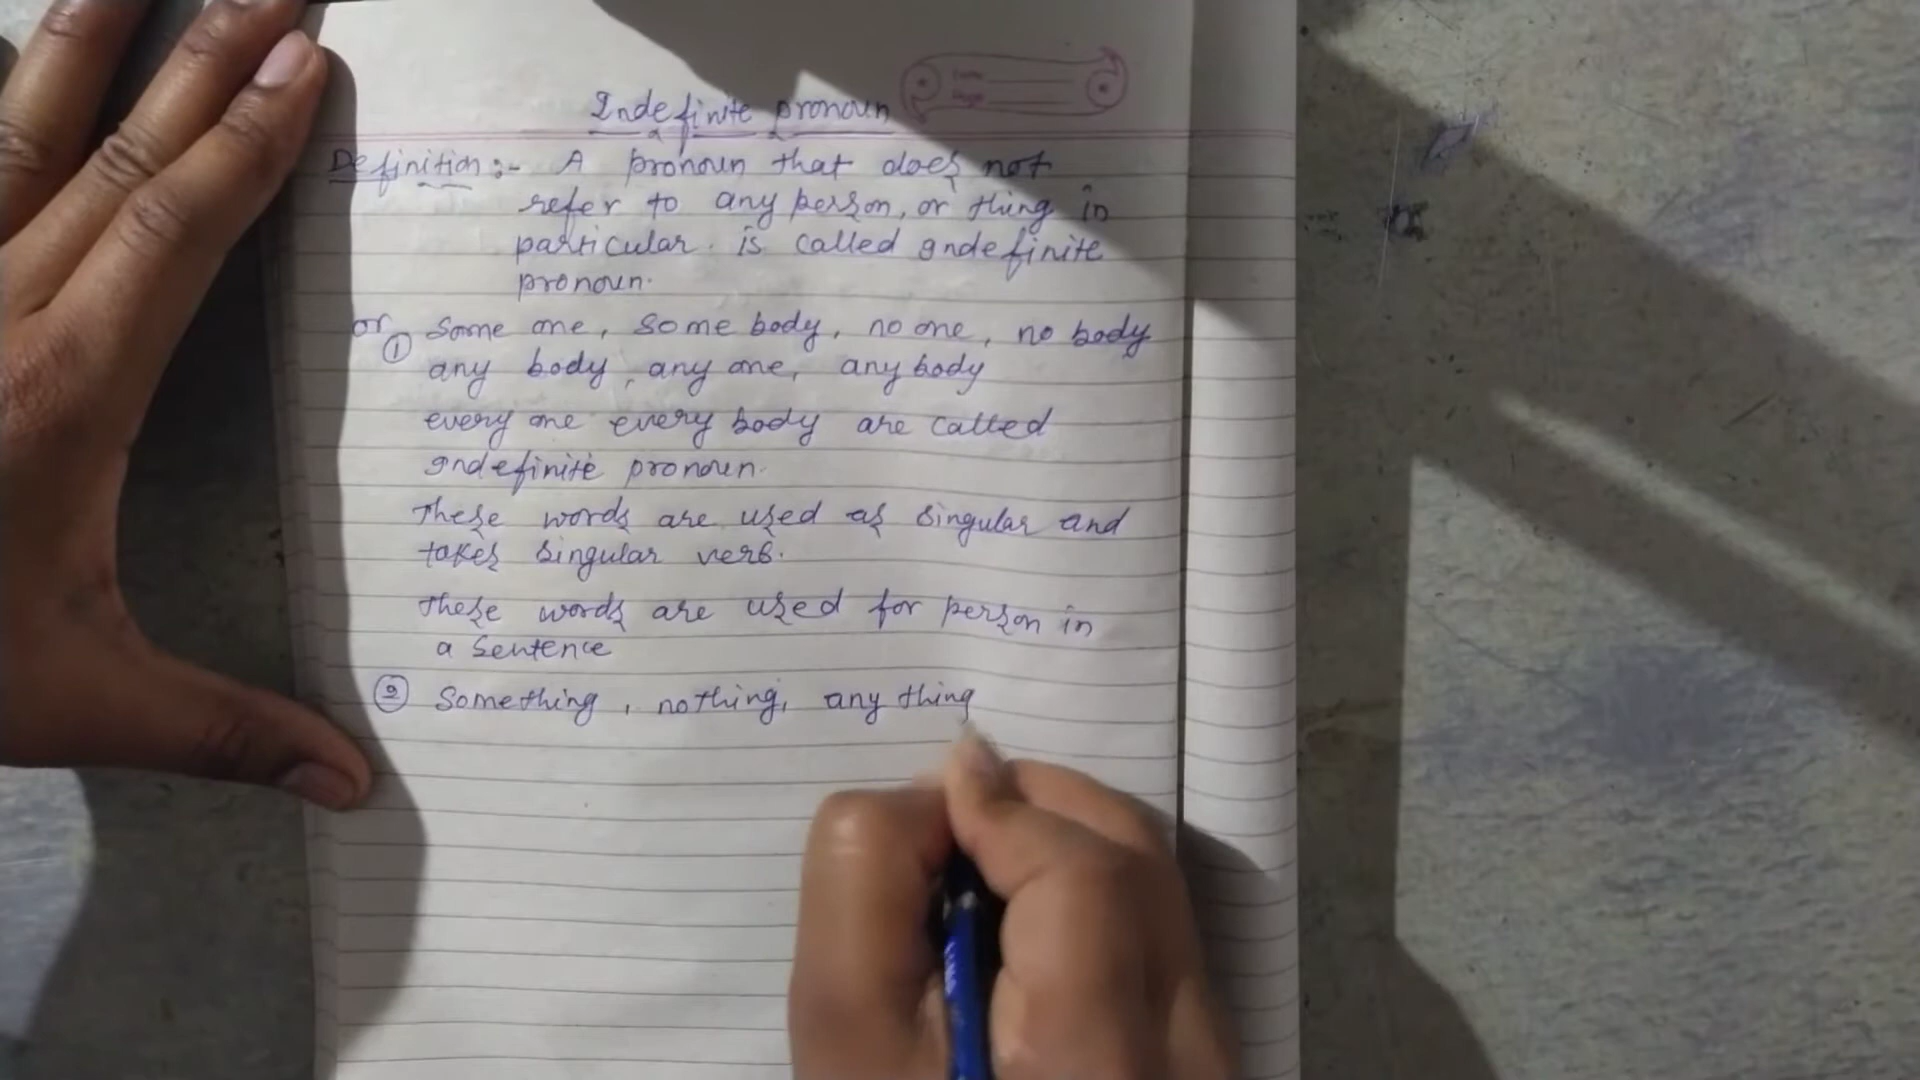 Indefinite pronoun
Definition :- A pronoun that does not
refer to any person, or thing in
particular. is called Indefinite
pronoun.
or ① Some one, Some body, no one, no body
any body, any one, any body
every one every body are called
Indefinite pronoun.
These words are used as singular and
takes singular verb.
These words are used for person in
a Sentence
② Something, nothing, any thing